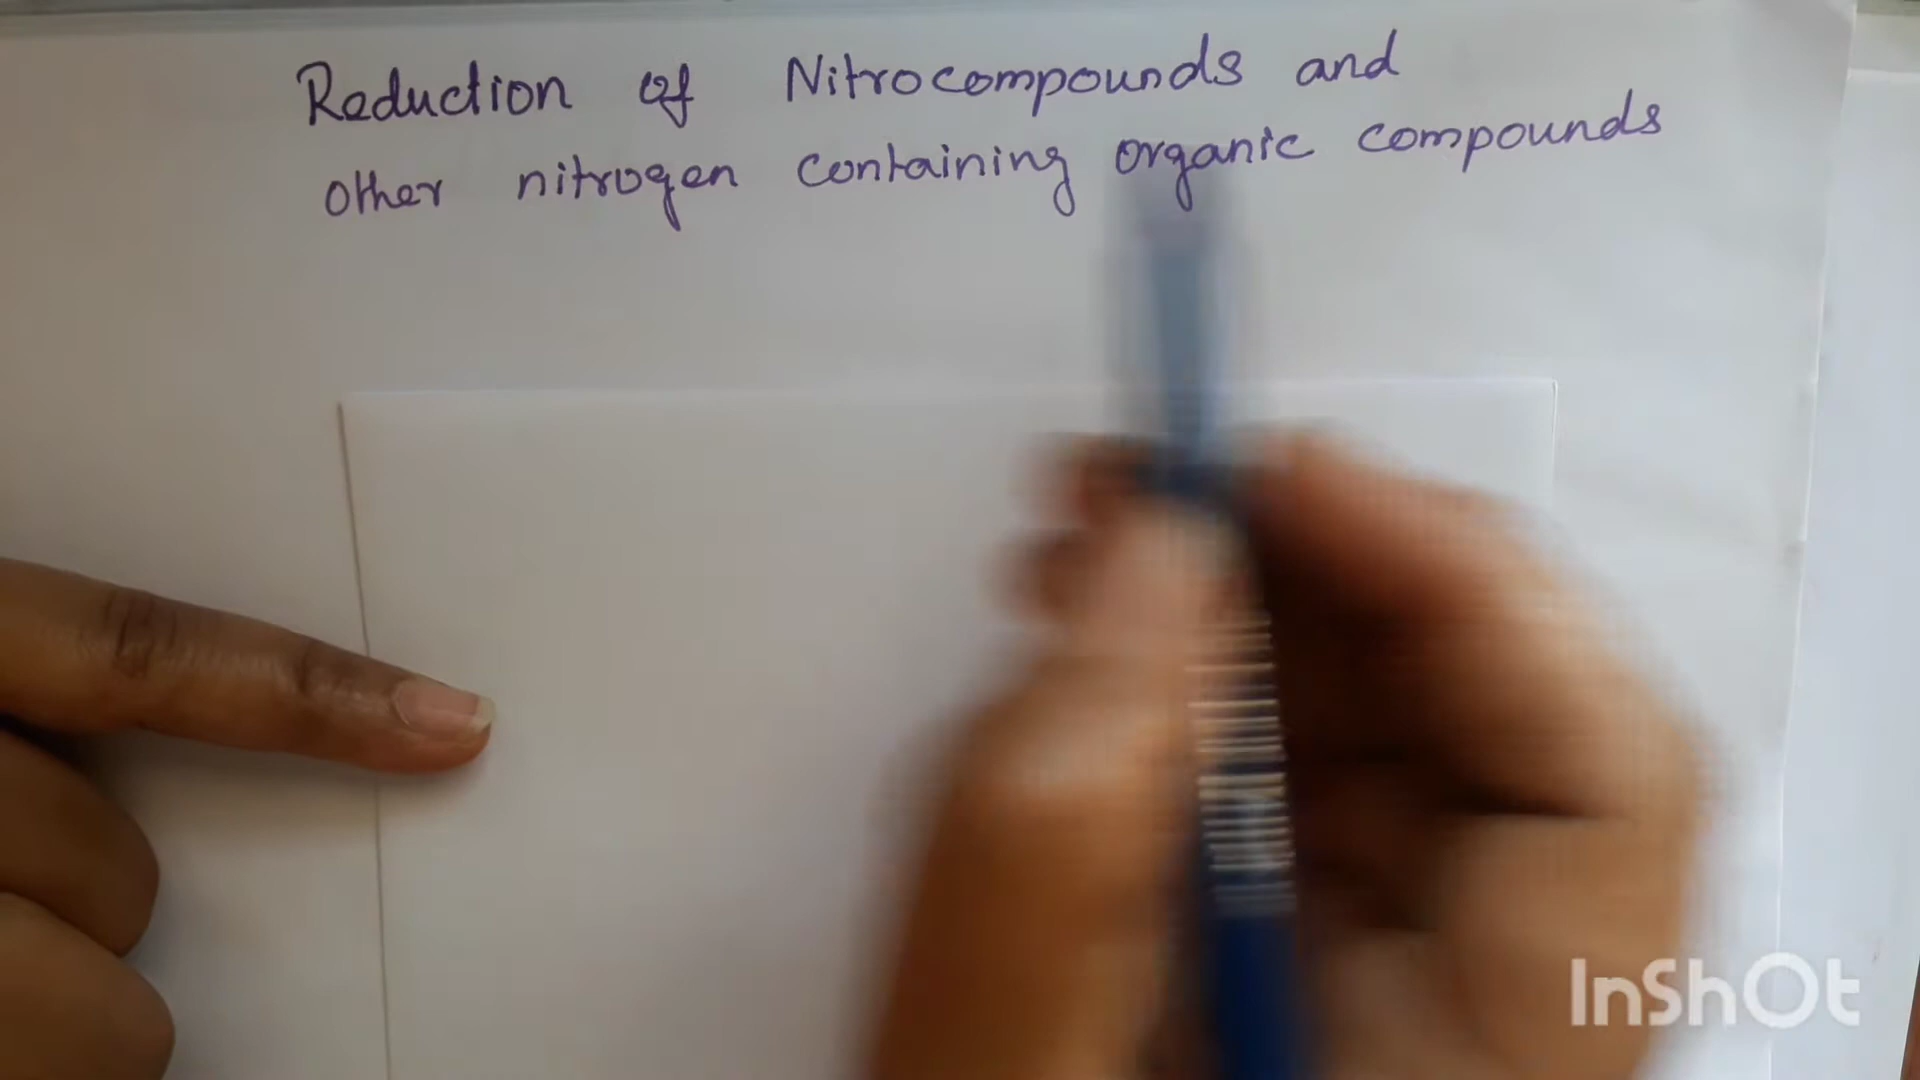 Reduction of Nitrocompounds and
other nitrogen containing organic compounds
InShOt